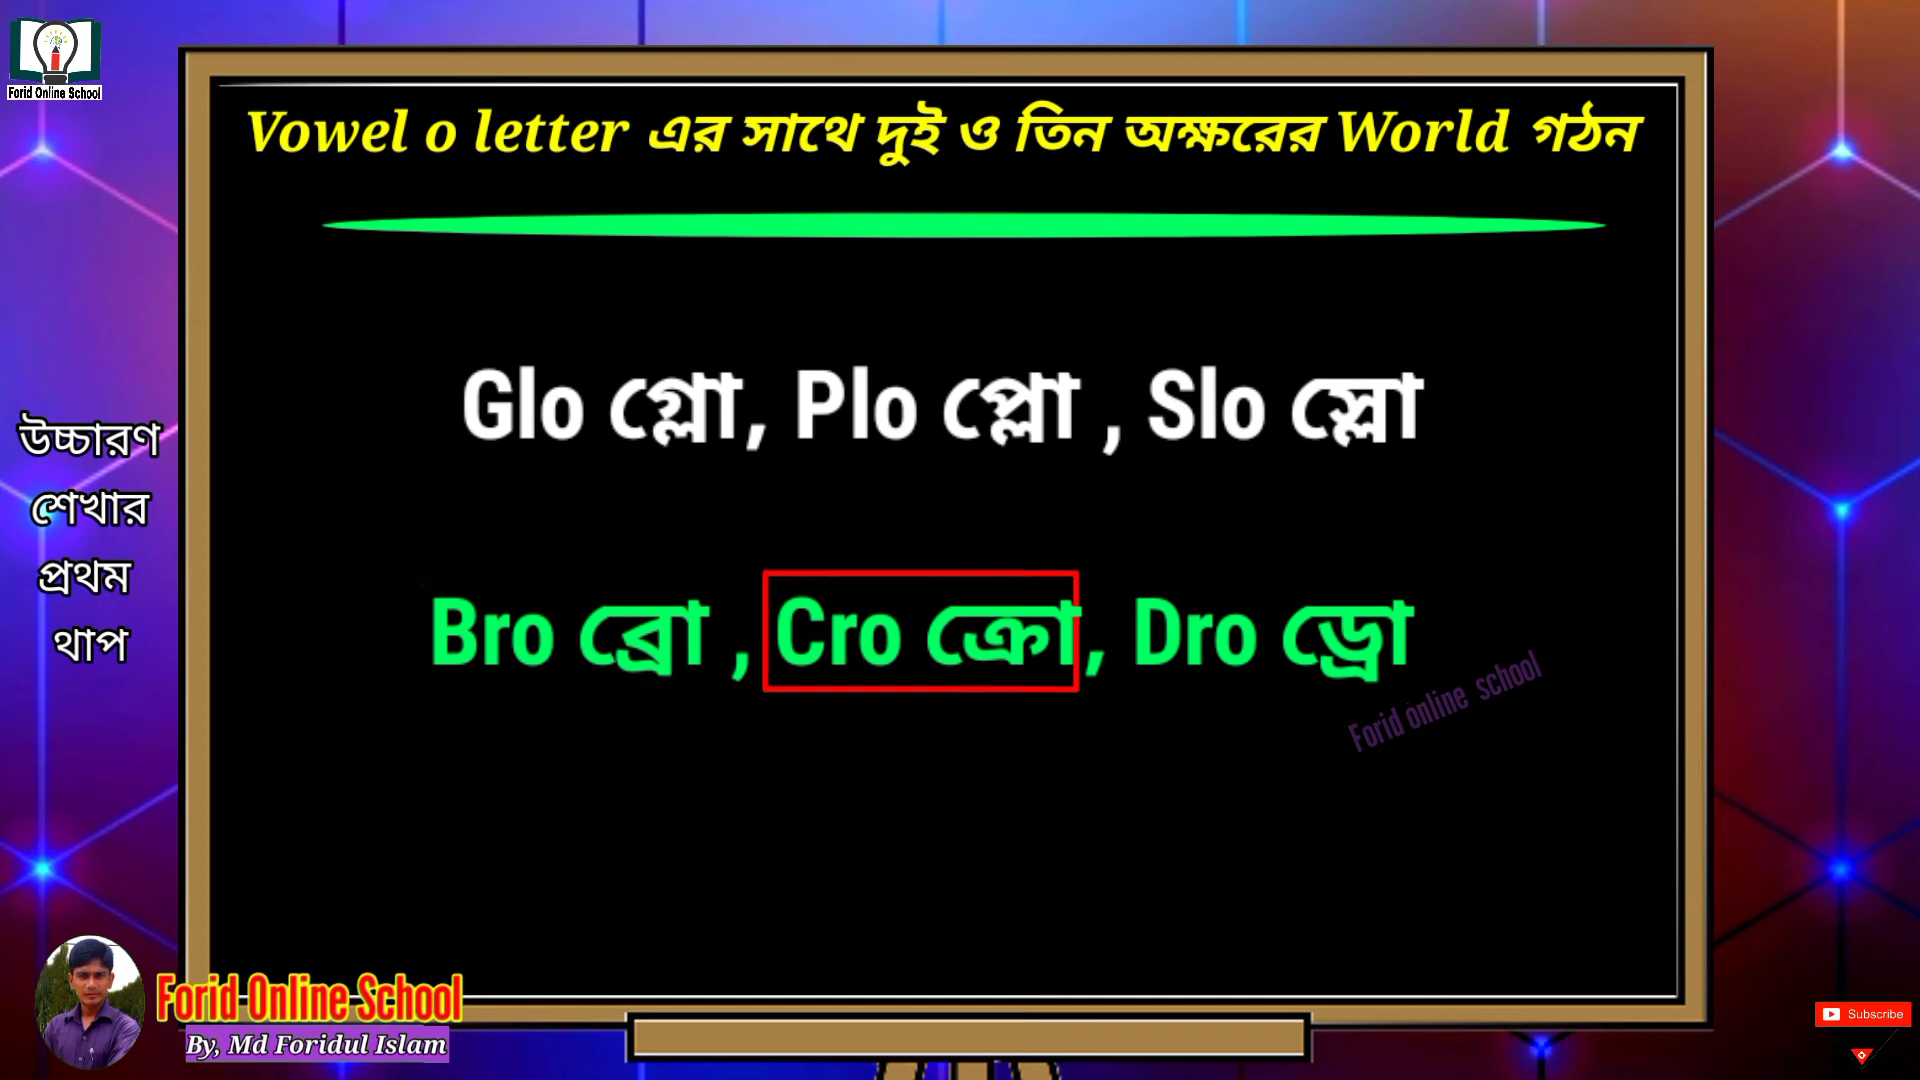 Forid Online School
Vowel o letter এর সাথে দুই ও তিন অক্ষরের World গঠন
Glo গ্লো, Plo প্লো , Slo স্লো
উচ্চারণ
শেখার
প্রথম
থাপ
Bro ব্রো , Cro ক্রো, Dro ড্রো
Forid online school
Forid Online School
By, Md Foridul Islam
Subscribe